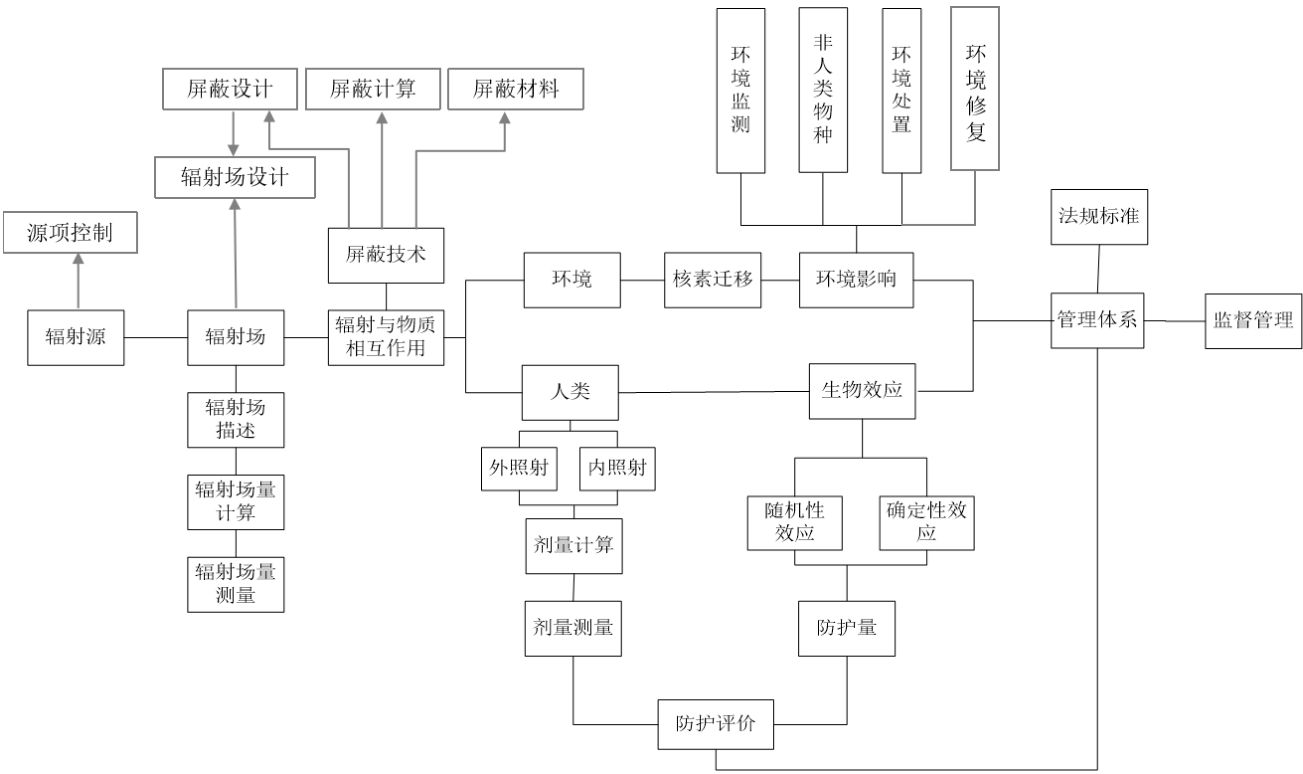 环境监测
非人类物种
环境处置
环境修复
屏蔽设计
屏蔽计算
屏蔽材料
辐射场设计
源项控制
屏蔽技术
法规标准
环境
核素迁移
环境影响
辐射源
辐射场
辐射与物质
相互作用
管理体系
监督管理
人类
生物效应
辐射场
描述
外照射
内照射
辐射场量
计算
随机性
效应
确定性效
应
剂量计算
辐射场量
测量
剂量测量
防护量
防护评价